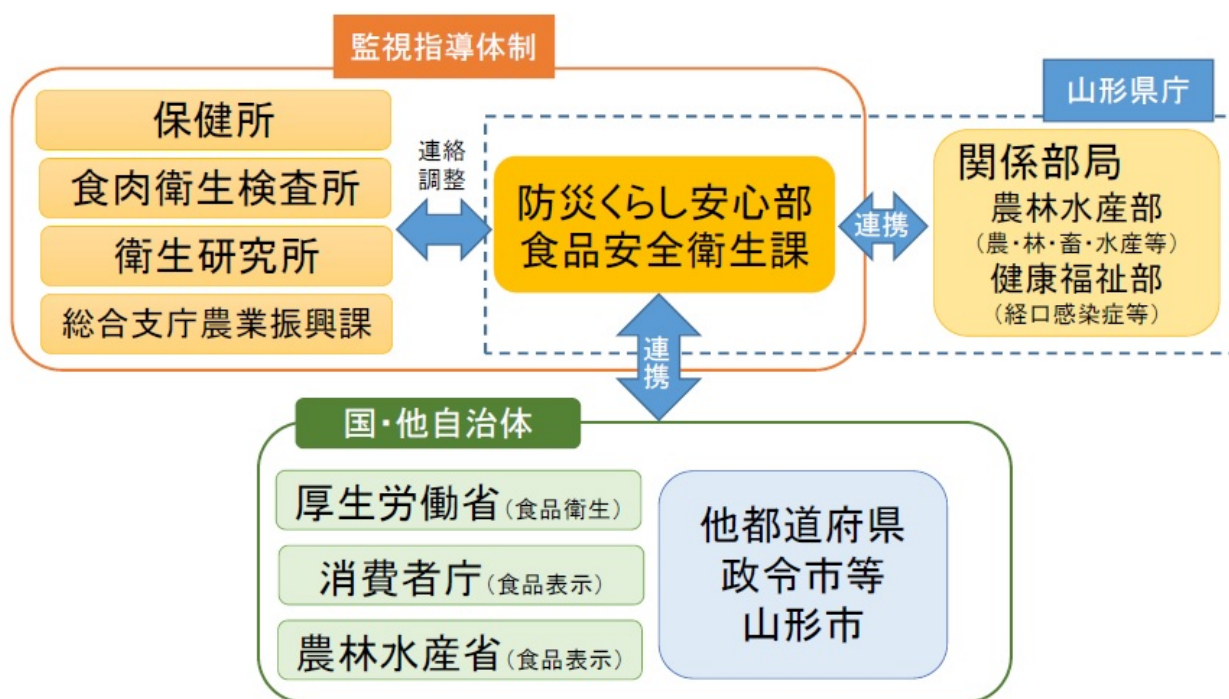 監視指導体制
保健所
食肉衛生検査所
衛生研究所
総合支庁農業振興課
連絡
調整
防災くらし安心部
食品安全衛生課
連携
山形県庁
関係部局
農林水産部
(農・林・畜・水産等)
健康福祉部
(経口感染症等)
連
携
国・他自治体
厚生労働省(食品衛生)
消費者庁(食品表示)
農林水産省(食品表示)
他都道府県
政令市等
山形市